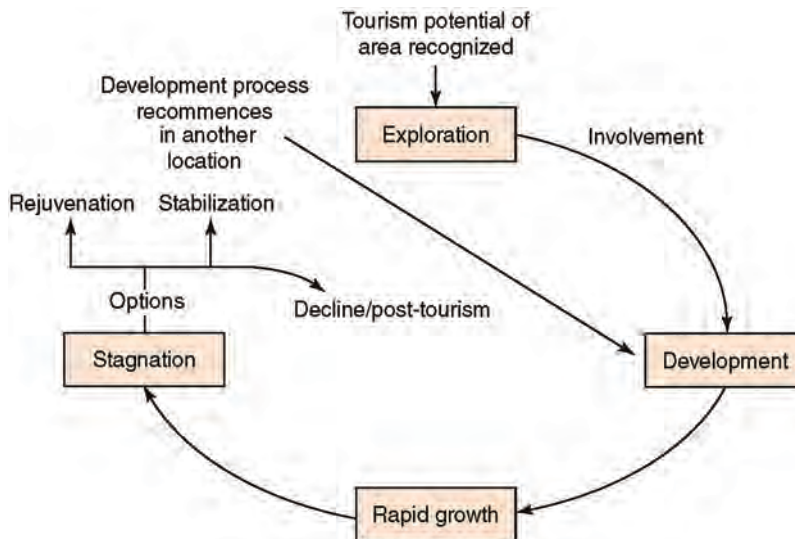 Tourism potential of
area recognized
Development process
recommences
in another
location
Exploration
Involvement
Rejuvenation
Stabilization
Options
Decline/post-tourism
Stagnation
Development
Rapid growth